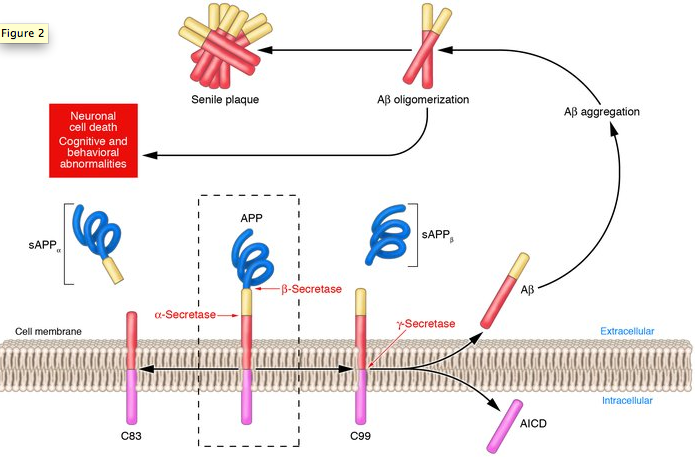 Figure 2
Senile plaque
Aβ oligomerization
Aβ aggregation
Neuronal
cell death
Cognitive and
behavioral
abnormalities
sAPPα
APP
sAPPβ
β-Secretase
α-Secretase
Aβ
γ-Secretase
Cell membrane
Extracellular
Intracellular
C83
C99
AICD